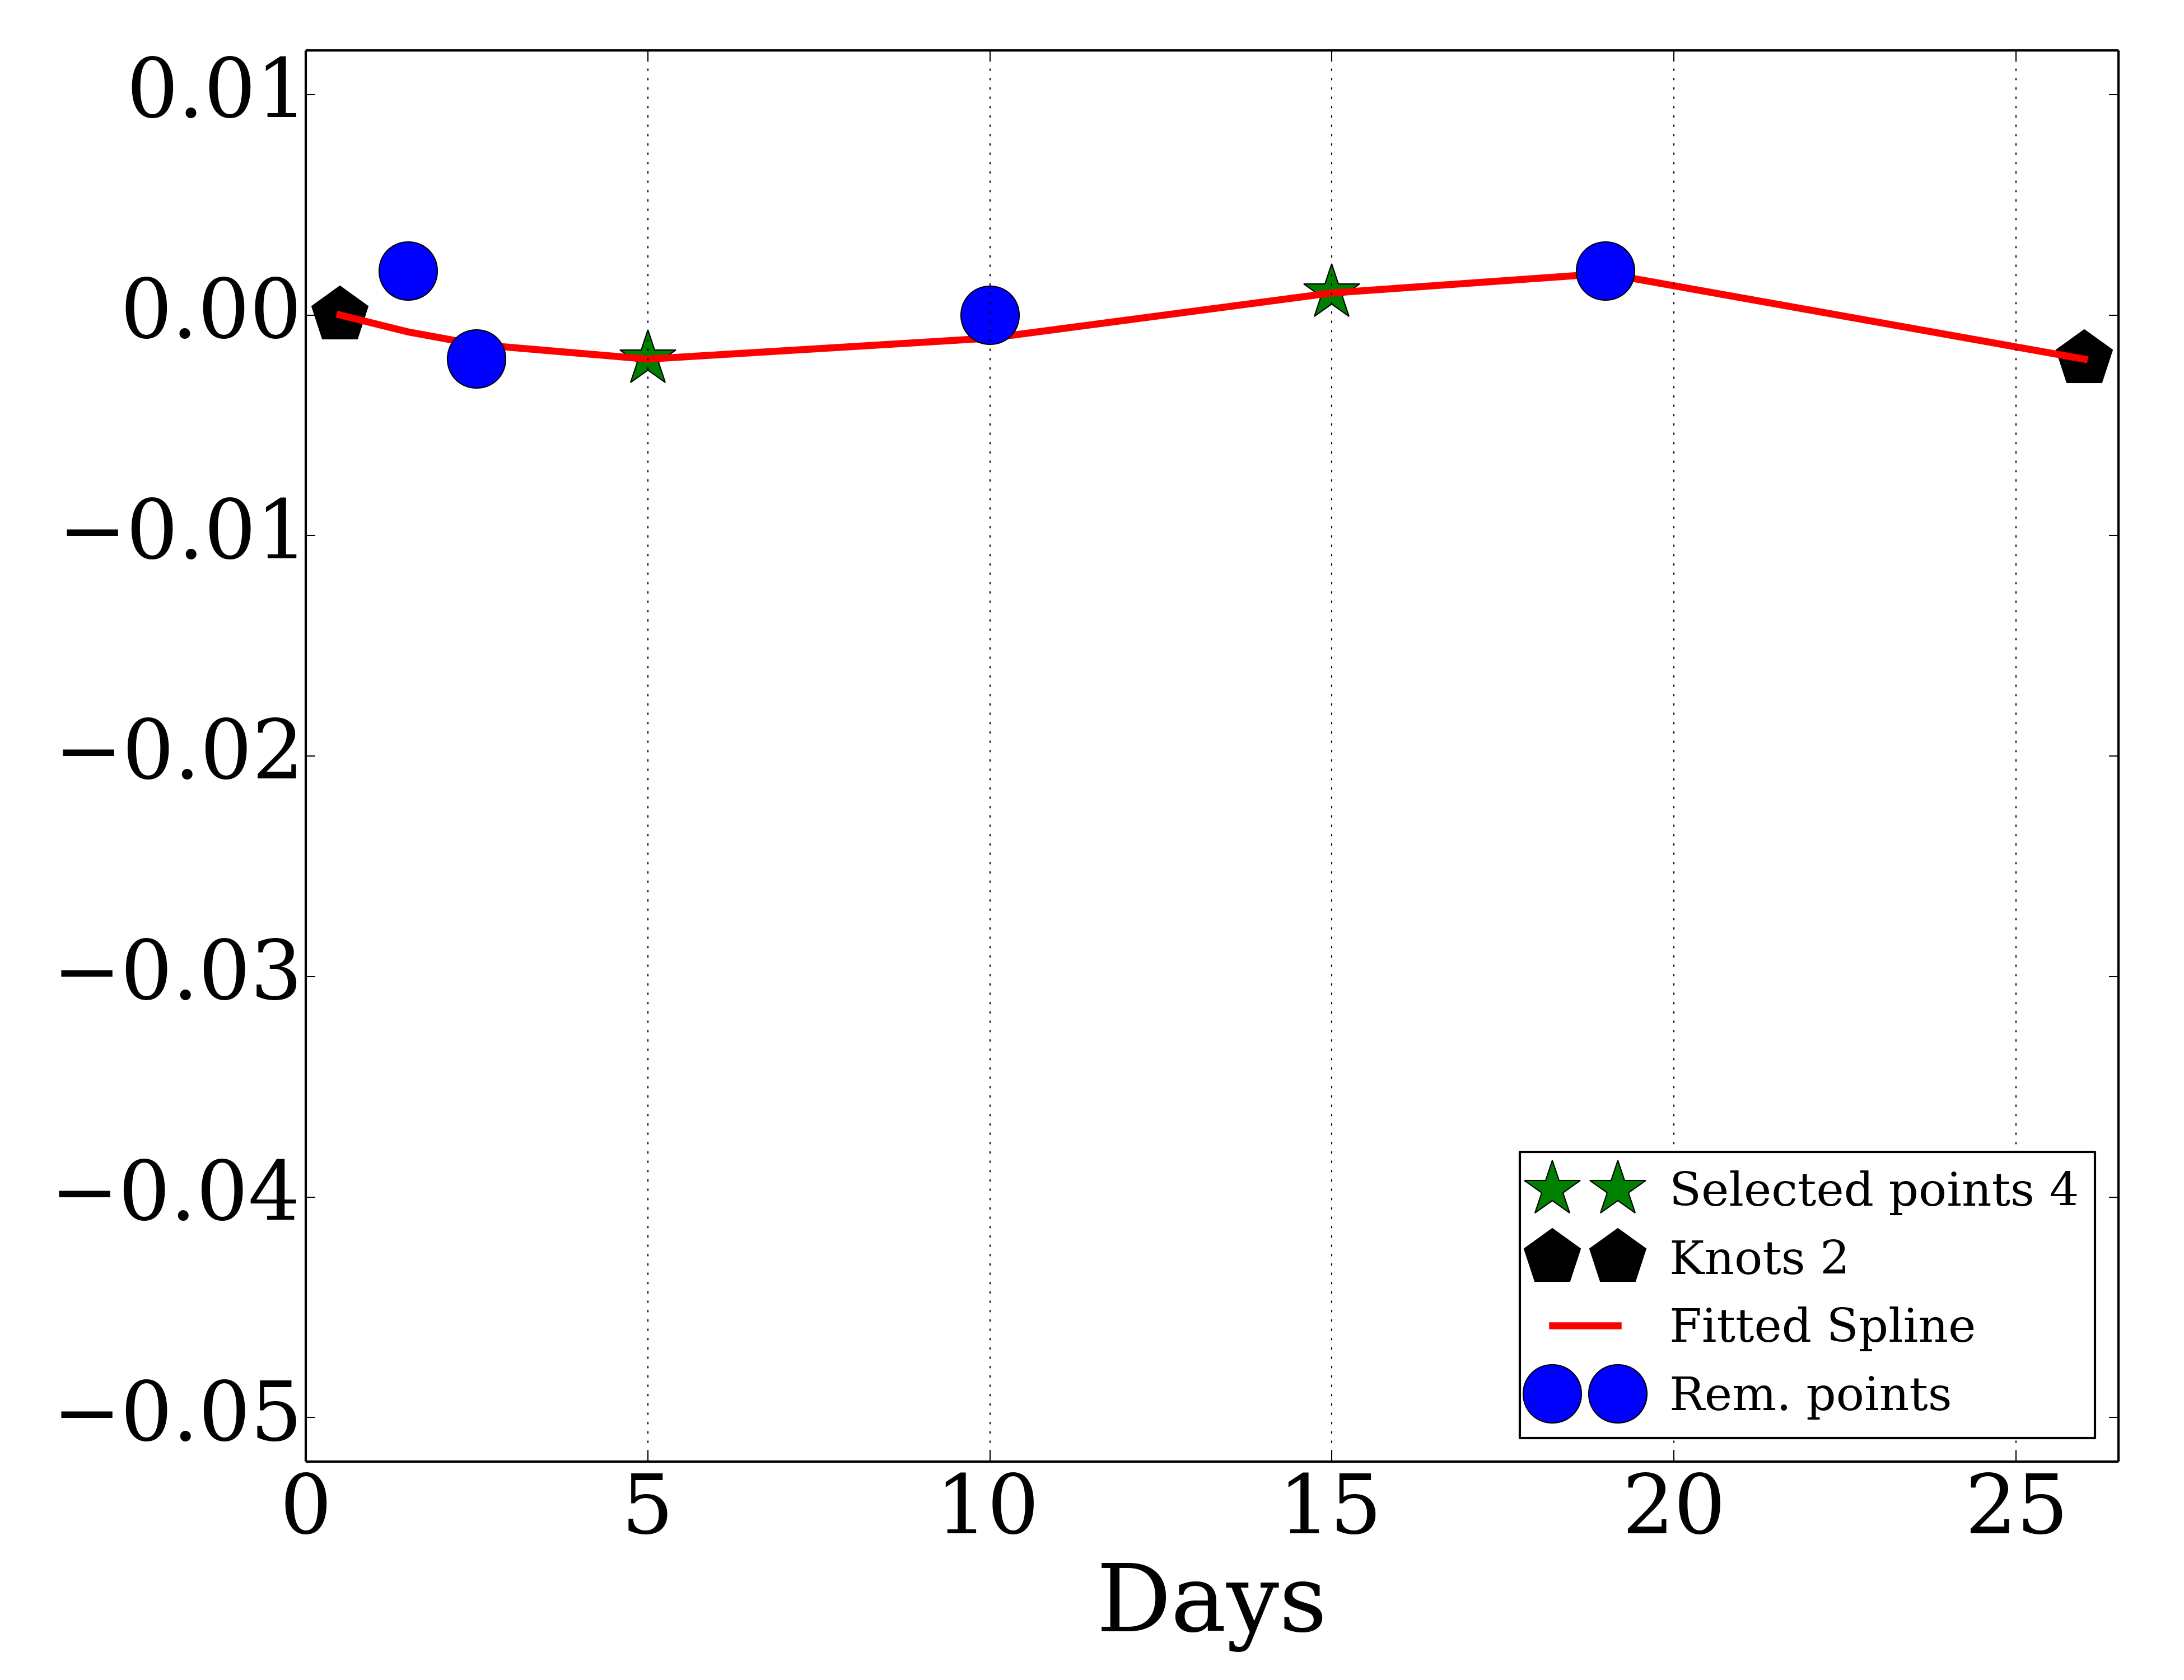 0.01
0.00
−0.01
−0.02
−0.03
−0.04
−0.05
0 5 10 15 20 25
Days
Selected points 4
Knots 2
Fitted Spline
Rem. points